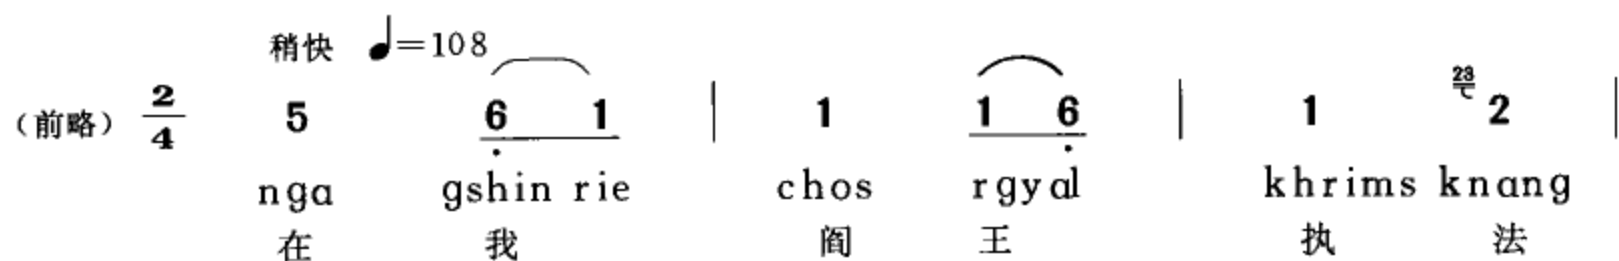 稍快 ♩=108
(前略) 2/4 5 6 1 | 1 1 6 | 1 23 2 |
nga gshin rie chos rgyal khrims knang
在 我 阎 王 执 法